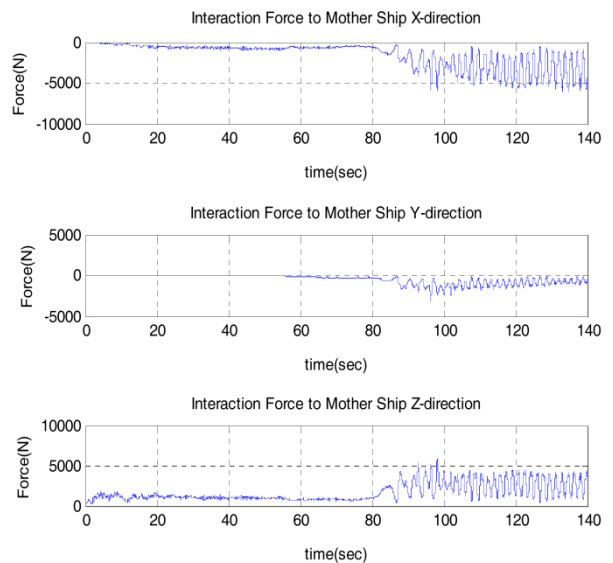 Interaction Force to Mother Ship X-direction
Force(N)
0
-5000
-10000
0 20 40 60 80 100 120 140
time(sec)
Interaction Force to Mother Ship Y-direction
Force(N)
5000
0
-5000
0 20 40 60 80 100 120 140
time(sec)
Interaction Force to Mother Ship Z-direction
Force(N)
10000
5000
0
0 20 40 60 80 100 120 140
time(sec)